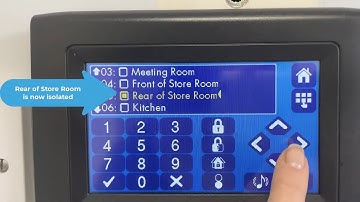 Rear of Store Room
is now isolated
03: Meeting Room
04: Front of Store Room
Rear of Store Room
06: Kitchen
1 2 3
4 5 6
7 8 9
0